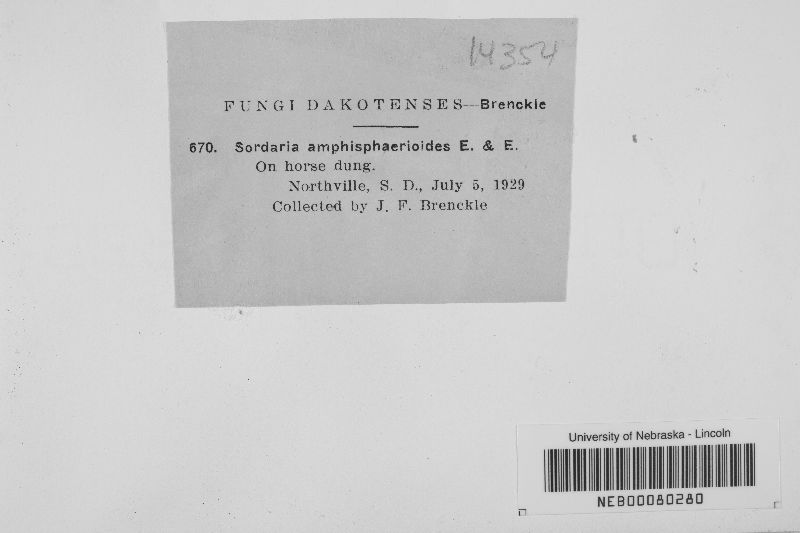 14354
FUNGI DAKOTENSES—Brenckle
670. Sordaria amphisphaerioides E. & E.
On horse dung.
Northville, S. D., July 5, 1929
Collected by J. F. Brenckle
University of Nebraska - Lincoln
NEB00080280